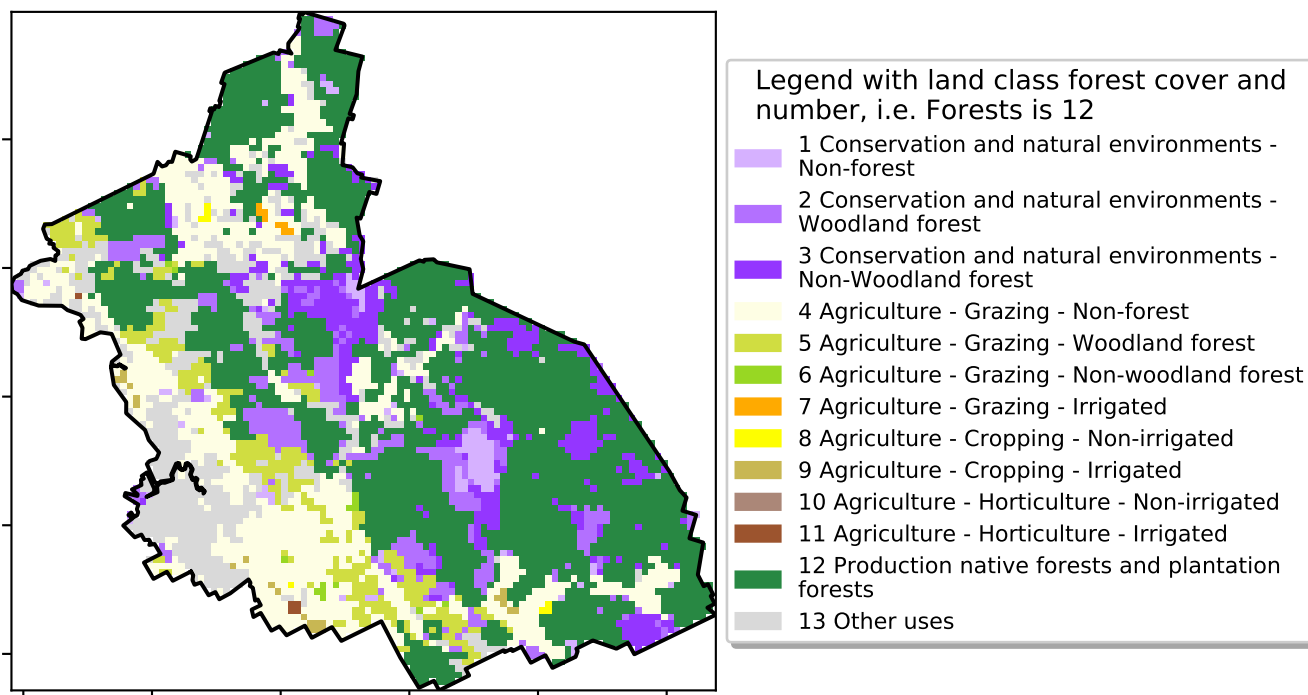 Legend with land class forest cover and
number, i.e. Forests is 12
1 Conservation and natural environments -
Non-forest
2 Conservation and natural environments -
Woodland forest
3 Conservation and natural environments -
Non-Woodland forest
4 Agriculture - Grazing - Non-forest
5 Agriculture - Grazing - Woodland forest
6 Agriculture - Grazing - Non-woodland forest
7 Agriculture - Grazing - Irrigated
8 Agriculture - Cropping - Non-irrigated
9 Agriculture - Cropping - Irrigated
10 Agriculture - Horticulture - Non-irrigated
11 Agriculture - Horticulture - Irrigated
12 Production native forests and plantation
forests
13 Other uses